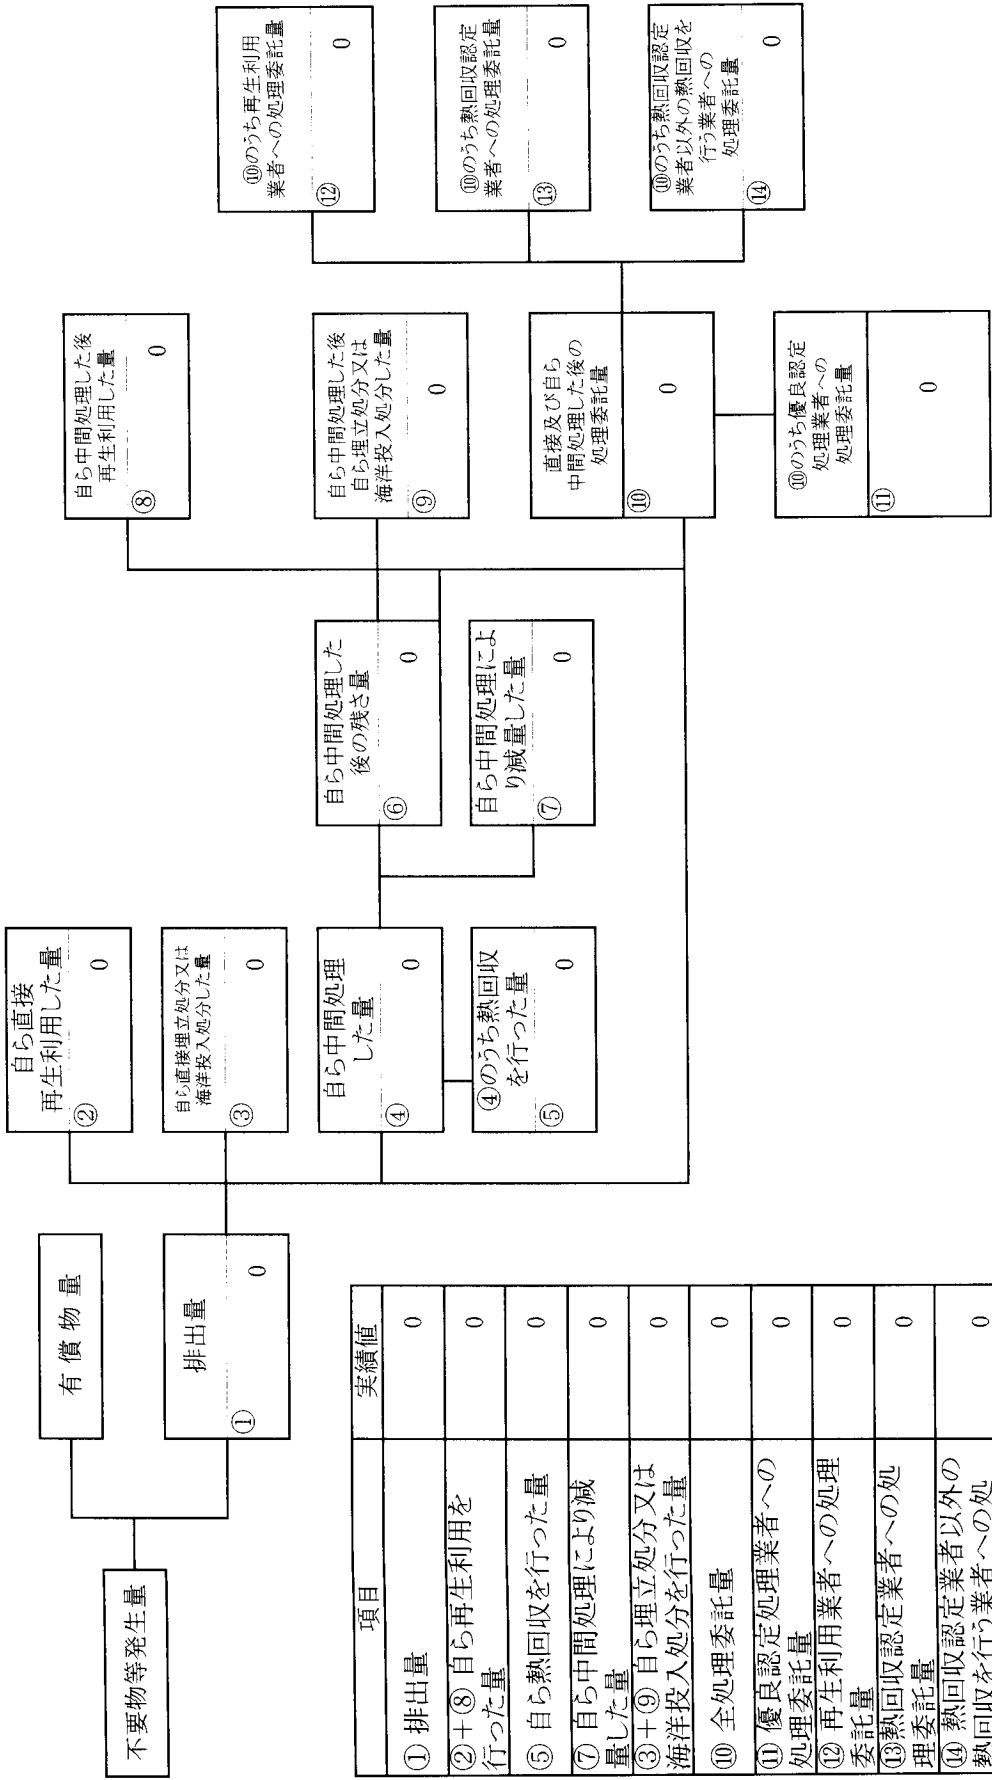 不要物等発生量
有償物量
排出量
①
0
自ら直接
再生利用した量
②
0
自ら直接埋立処分又は
海洋投入処分した量
③
0
自ら中間処理
した量
④
0
④のうち熱回収
を行った量
⑤
0
自ら中間処理した
後の残さ量
⑥
0
自ら中間処理によ
り減量した量
⑦
0
自ら中間処理した後
再生利用した量
⑧
0
自ら中間処理した後
自ら埋立処分又は
海洋投入処分した量
⑨
0
直接及び自ら
中間処理した後の
処理委託量
⑩
0
⑩のうち優良認定
処理業者への
処理委託量
⑪
0
⑩のうち再生利用
業者への処理委託量
⑫
0
⑩のうち熱回収認定
業者への処理委託量
⑬
0
⑩のうち熱回収認定
業者以外の熱回収を
行う業者への
処理委託量
⑭
0
項目 実績値
① 排出量 0
②+⑧ 自ら再生利用を
行った量 0
⑤ 自ら熱回収を行った量 0
⑦ 自ら中間処理により減
量した量 0
③+⑨ 自ら埋立処分又は
海洋投入処分を行った量 0
⑩ 全処理委託量 0
⑪ 優良認定処理業者への
処理委託量 0
⑫ 再生利用業者への処理
委託量 0
⑬熱回収認定業者への処
理委託量 0
⑭ 熱回収認定業者以外の
熱回収を行う業者への処 0